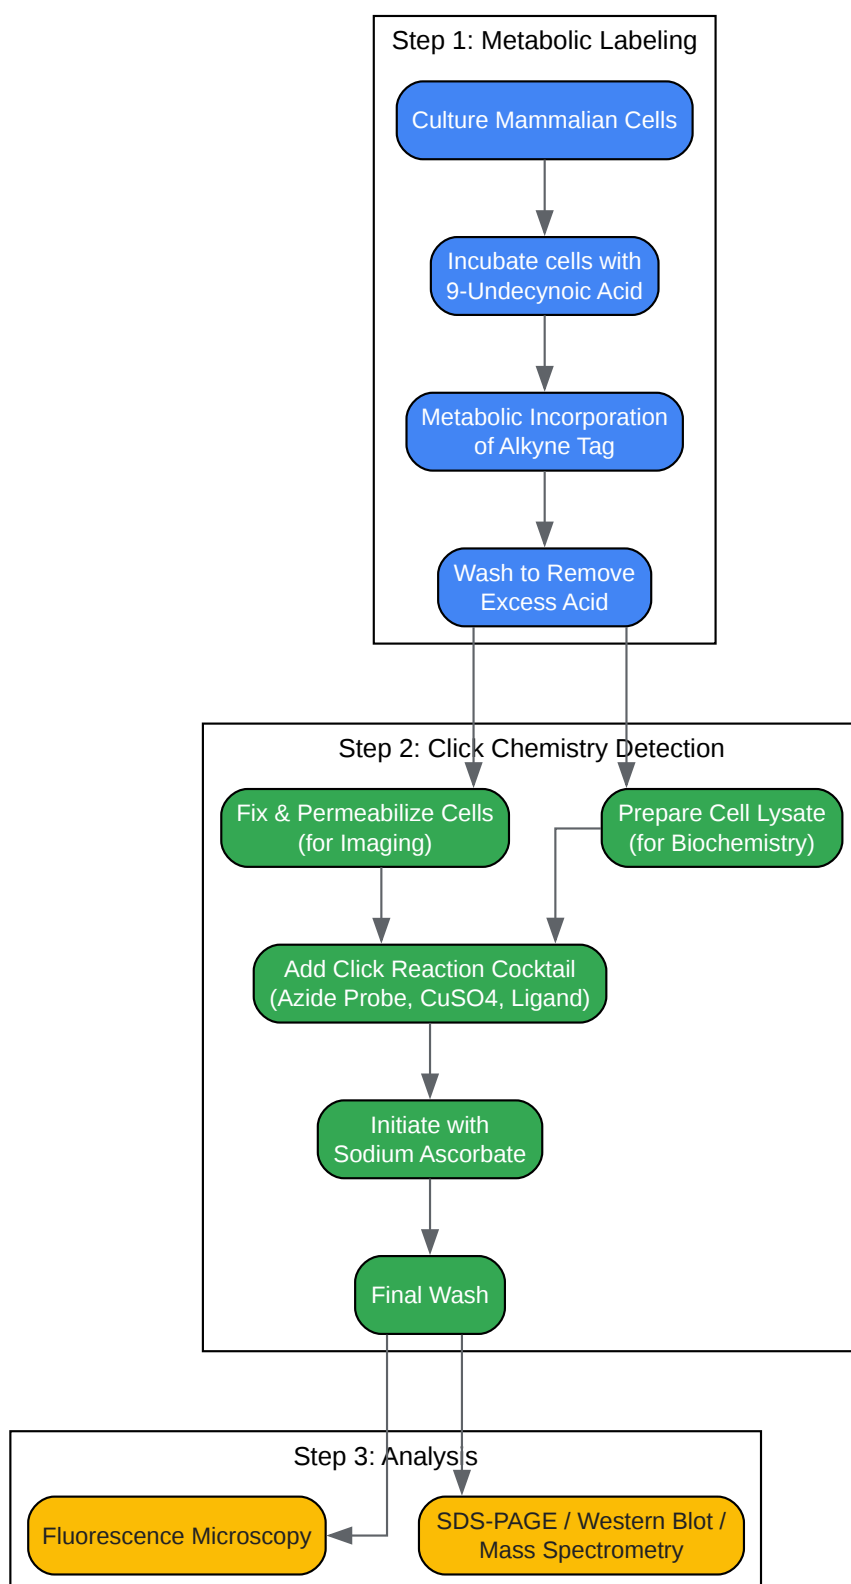 Step 1: Metabolic Labeling
Culture Mammalian Cells
Incubate cells with
9-Undecynoic Acid
Metabolic Incorporation
of Alkyne Tag
Wash to Remove
Excess Acid
Step 2: Click Chemistry Detection
Fix & Permeabilize Cells
(for Imaging)
Prepare Cell Lysate
(for Biochemistry)
Add Click Reaction Cocktail
(Azide Probe, CuSO4, Ligand)
Initiate with
Sodium Ascorbate
Final Wash
Step 3: Analysis
Fluorescence Microscopy
SDS-PAGE / Western Blot /
Mass Spectrometry